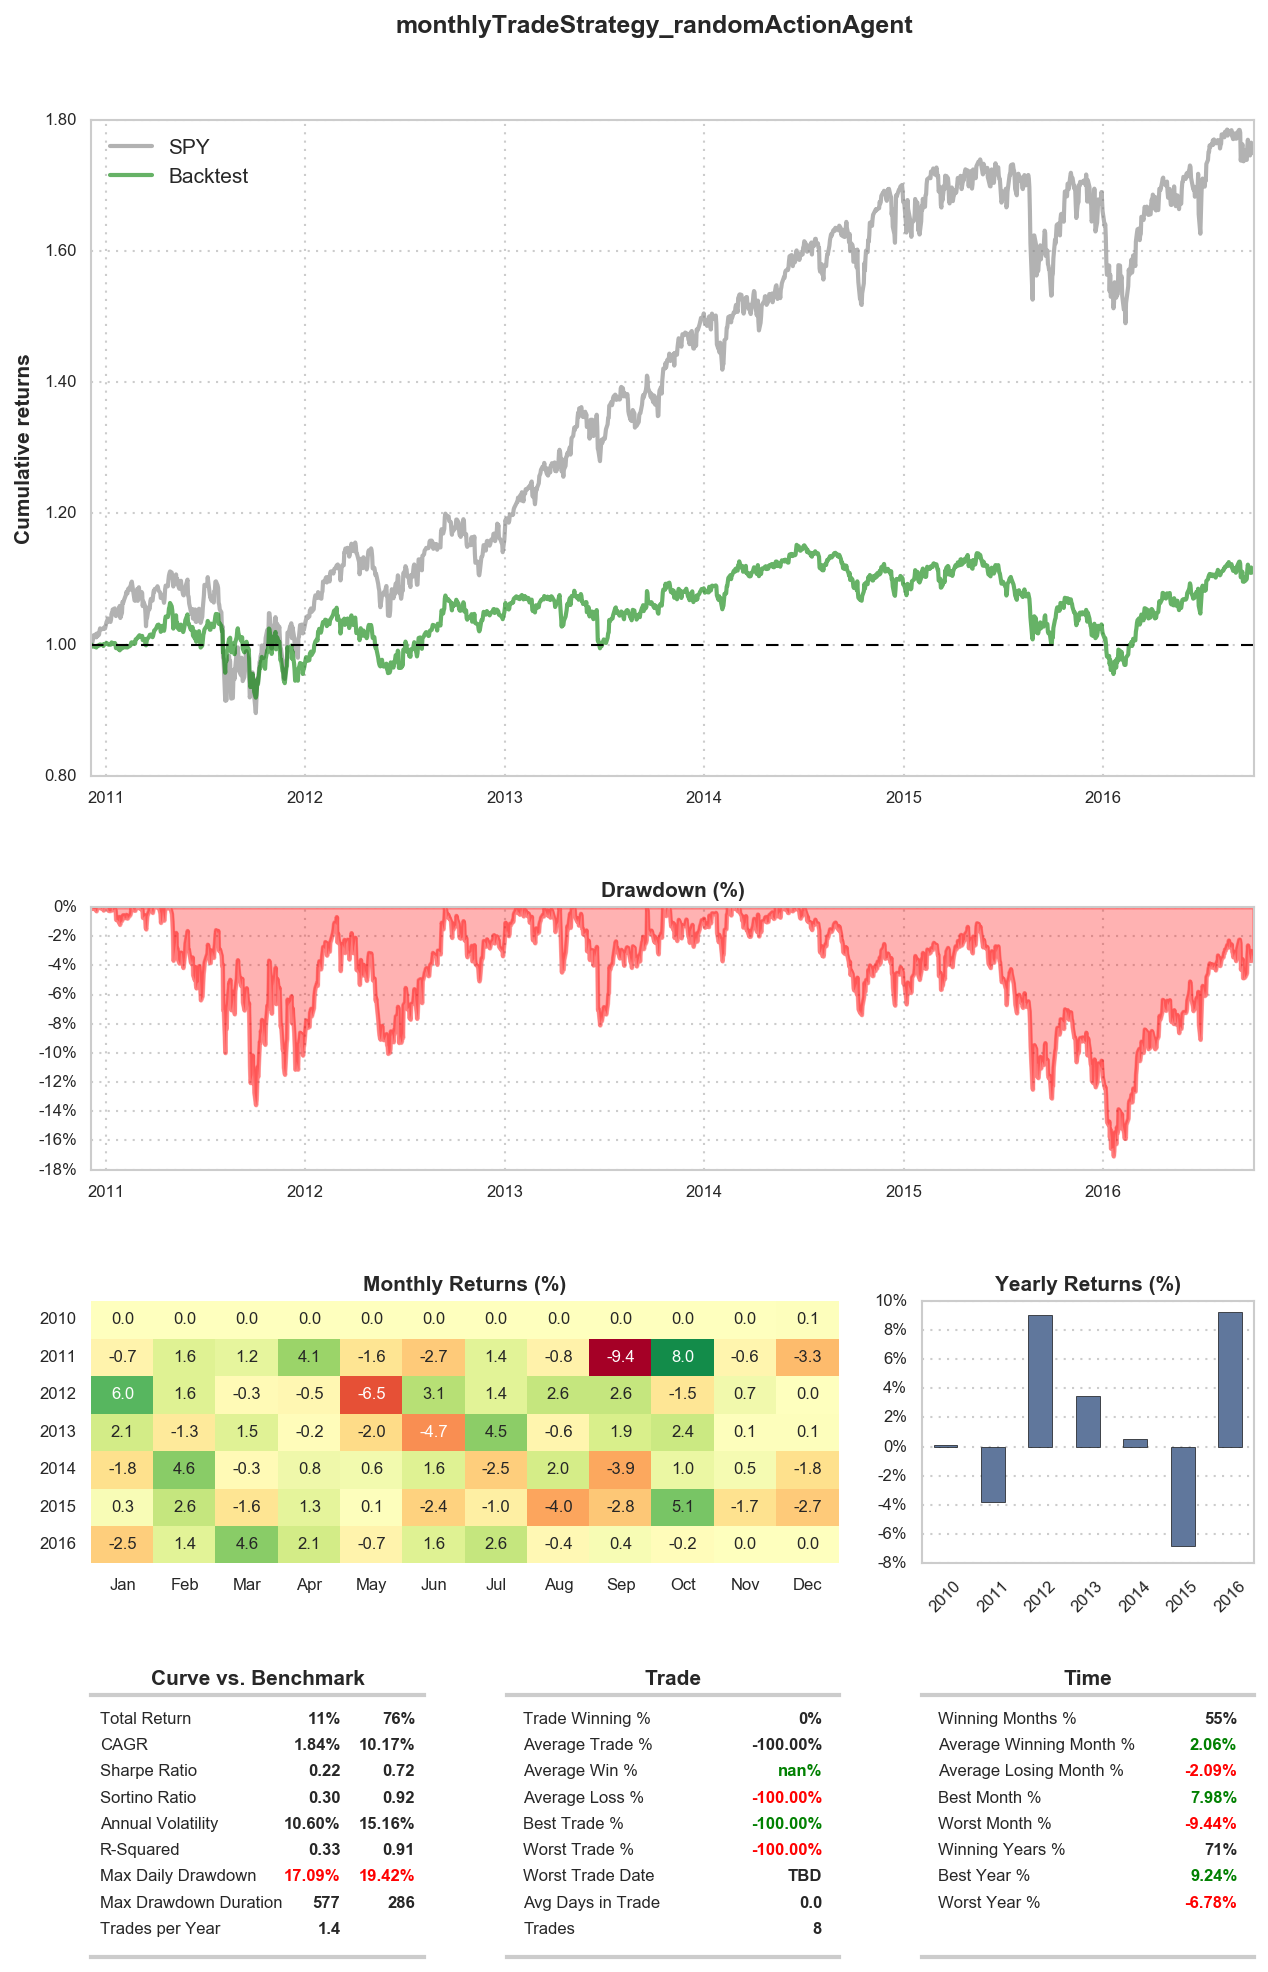 monthlyTradeStrategy_randomActionAgent
1.80
SPY
Backtest
1.60
1.40
1.20
1.00
0.80
Cumulative returns
2011 2012 2013 2014 2015 2016
Drawdown (%)
0%
-2%
-4%
-6%
-8%
-10%
-12%
-14%
-16%
-18%
2011 2012 2013 2014 2015 2016
Monthly Returns (%)
2010 0.0 0.0 0.0 0.0 0.0 0.0 0.0 0.0 0.0 0.0 0.0 0.1
2011 -0.7 1.6 1.2 4.1 -1.6 -2.7 1.4 -0.8 -9.4 8.0 -0.6 -3.3
2012 6.0 1.6 -0.3 -0.5 -6.5 3.1 1.4 2.6 2.6 -1.5 0.7 0.0
2013 2.1 -1.3 1.5 -0.2 -2.0 -4.7 4.5 -0.6 1.9 2.4 0.1 0.1
2014 -1.8 4.6 -0.3 0.8 0.6 1.6 -2.5 2.0 -3.9 1.0 0.5 -1.8
2015 0.3 2.6 -1.6 1.3 0.1 -2.4 -1.0 -4.0 -2.8 5.1 -1.7 -2.7
2016 -2.5 1.4 4.6 2.1 -0.7 1.6 2.6 -0.4 0.4 -0.2 0.0 0.0
Jan Feb Mar Apr May Jun Jul Aug Sep Oct Nov Dec
Yearly Returns (%)
10%
8%
6%
4%
2%
0%
-2%
-4%
-6%
-8%
2010 2011 2012 2013 2014 2015 2016
Curve vs. Benchmark
Total Return 11% 76%
CAGR 1.84% 10.17%
Sharpe Ratio 0.22 0.72
Sortino Ratio 0.30 0.92
Annual Volatility 10.60% 15.16%
R-Squared 0.33 0.91
Max Daily Drawdown 17.09% 19.42%
Max Drawdown Duration 577 286
Trades per Year 1.4
Trade
Trade Winning % 0%
Average Trade % -100.00%
Average Win % nan%
Average Loss % -100.00%
Best Trade % -100.00%
Worst Trade % -100.00%
Worst Trade Date TBD
Avg Days in Trade 0.0
Trades 8
Time
Winning Months % 55%
Average Winning Month % 2.06%
Average Losing Month % -2.09%
Best Month % 7.98%
Worst Month % -9.44%
Winning Years % 71%
Best Year % 9.24%
Worst Year % -6.78%